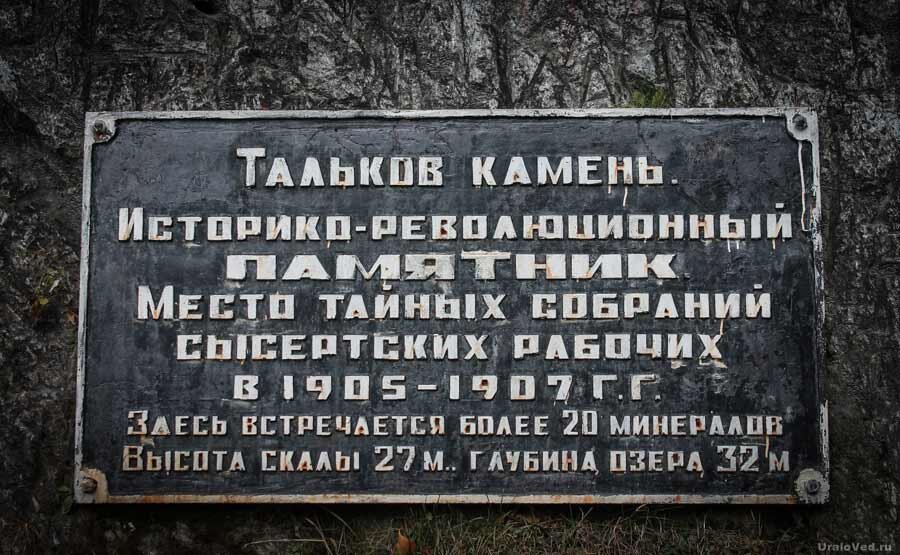 Тальков камень.
Историко-революционный
памятник
Место тайных собраний
сысертских рабочих
в 1905-1907 г.г.
Здесь встречается более 20 минералов
Высота скалы 27 м.. глубина озера 32 м
UraloVed.ru